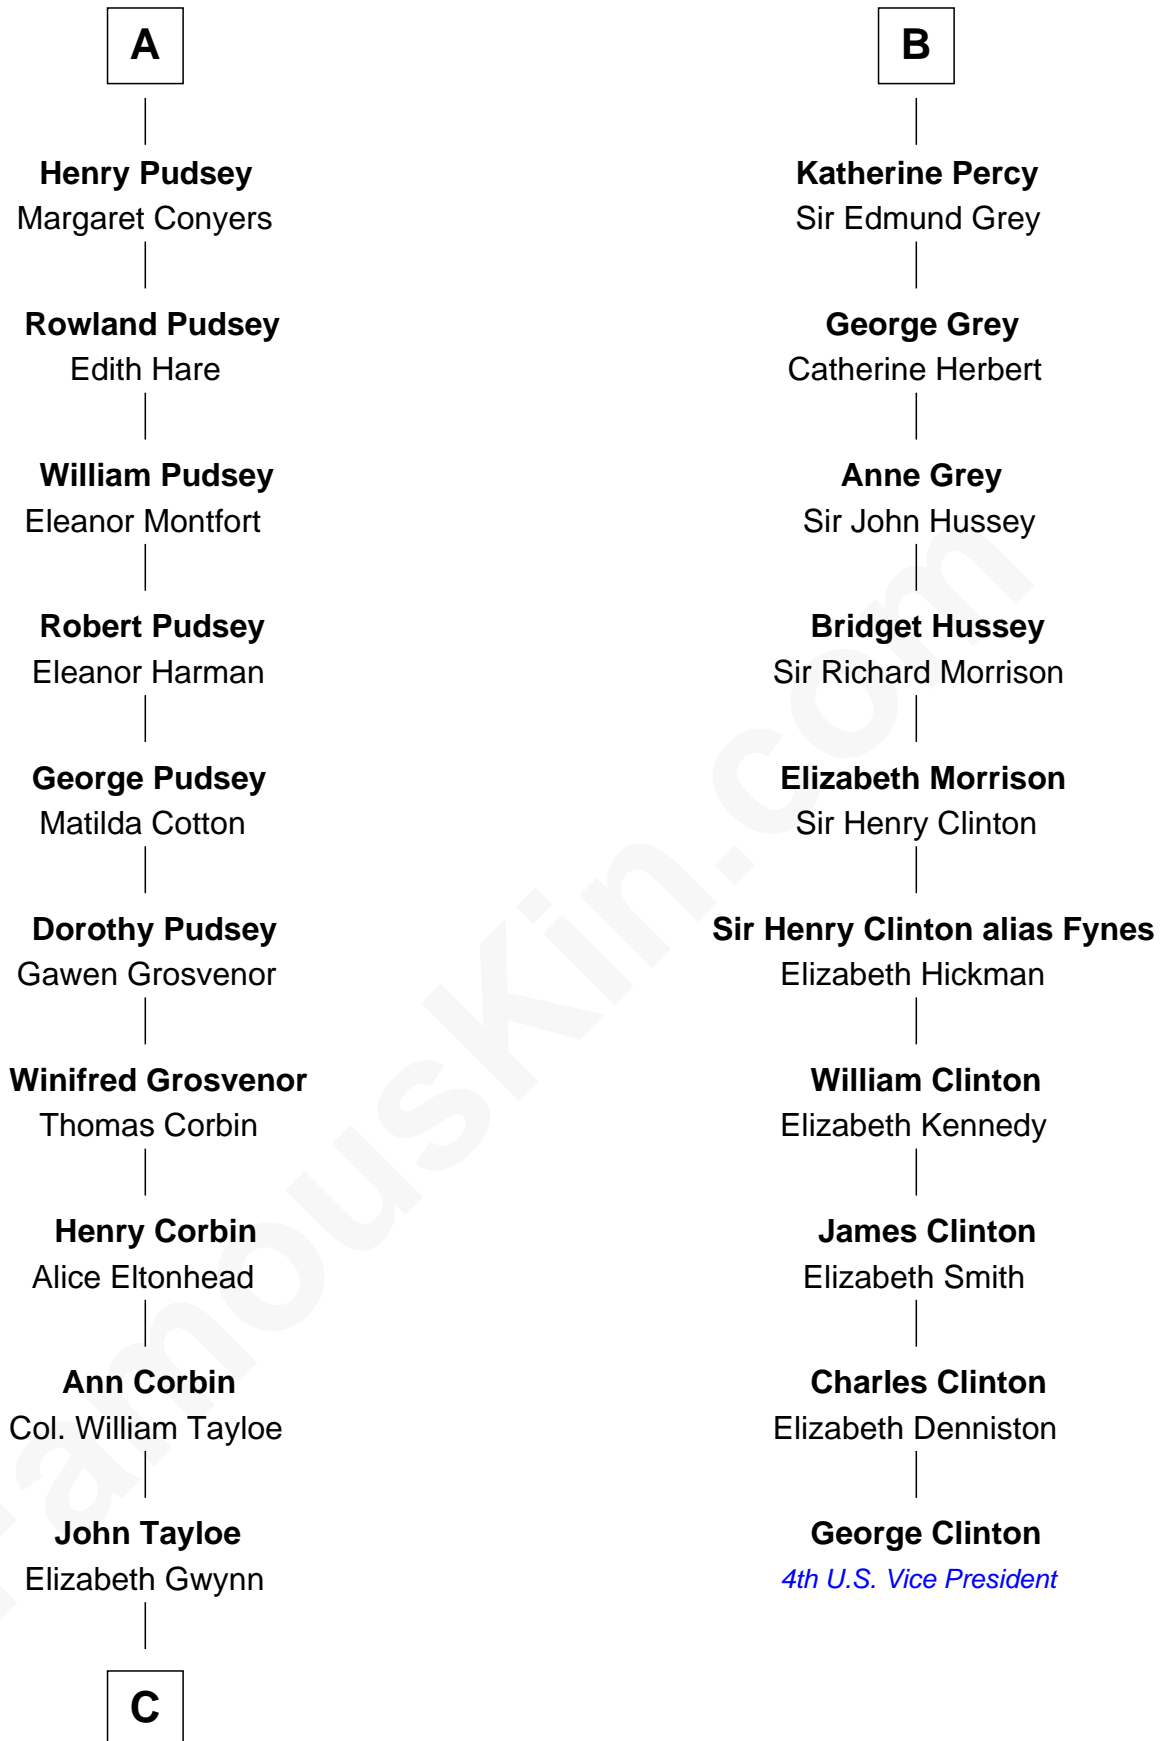 A
Henry Pudsey
Margaret Conyers
Rowland Pudsey
Edith Hare
William Pudsey
Eleanor Montfort
Robert Pudsey
Eleanor Harman
George Pudsey
Matilda Cotton
Dorothy Pudsey
Gawen Grosvenor
Winifred Grosvenor
Thomas Corbin
Henry Corbin
Alice Eltonhead
Ann Corbin
Col. William Tayloe
John Tayloe
Elizabeth Gwynn
C
B
Katherine Percy
Sir Edmund Grey
George Grey
Catherine Herbert
Anne Grey
Sir John Hussey
Bridget Hussey
Sir Richard Morrison
Elizabeth Morrison
Sir Henry Clinton
Sir Henry Clinton alias Fynes
Elizabeth Hickman
William Clinton
Elizabeth Kennedy
James Clinton
Elizabeth Smith
Charles Clinton
Elizabeth Denniston
George Clinton
4th U.S. Vice President
FamousKin.com